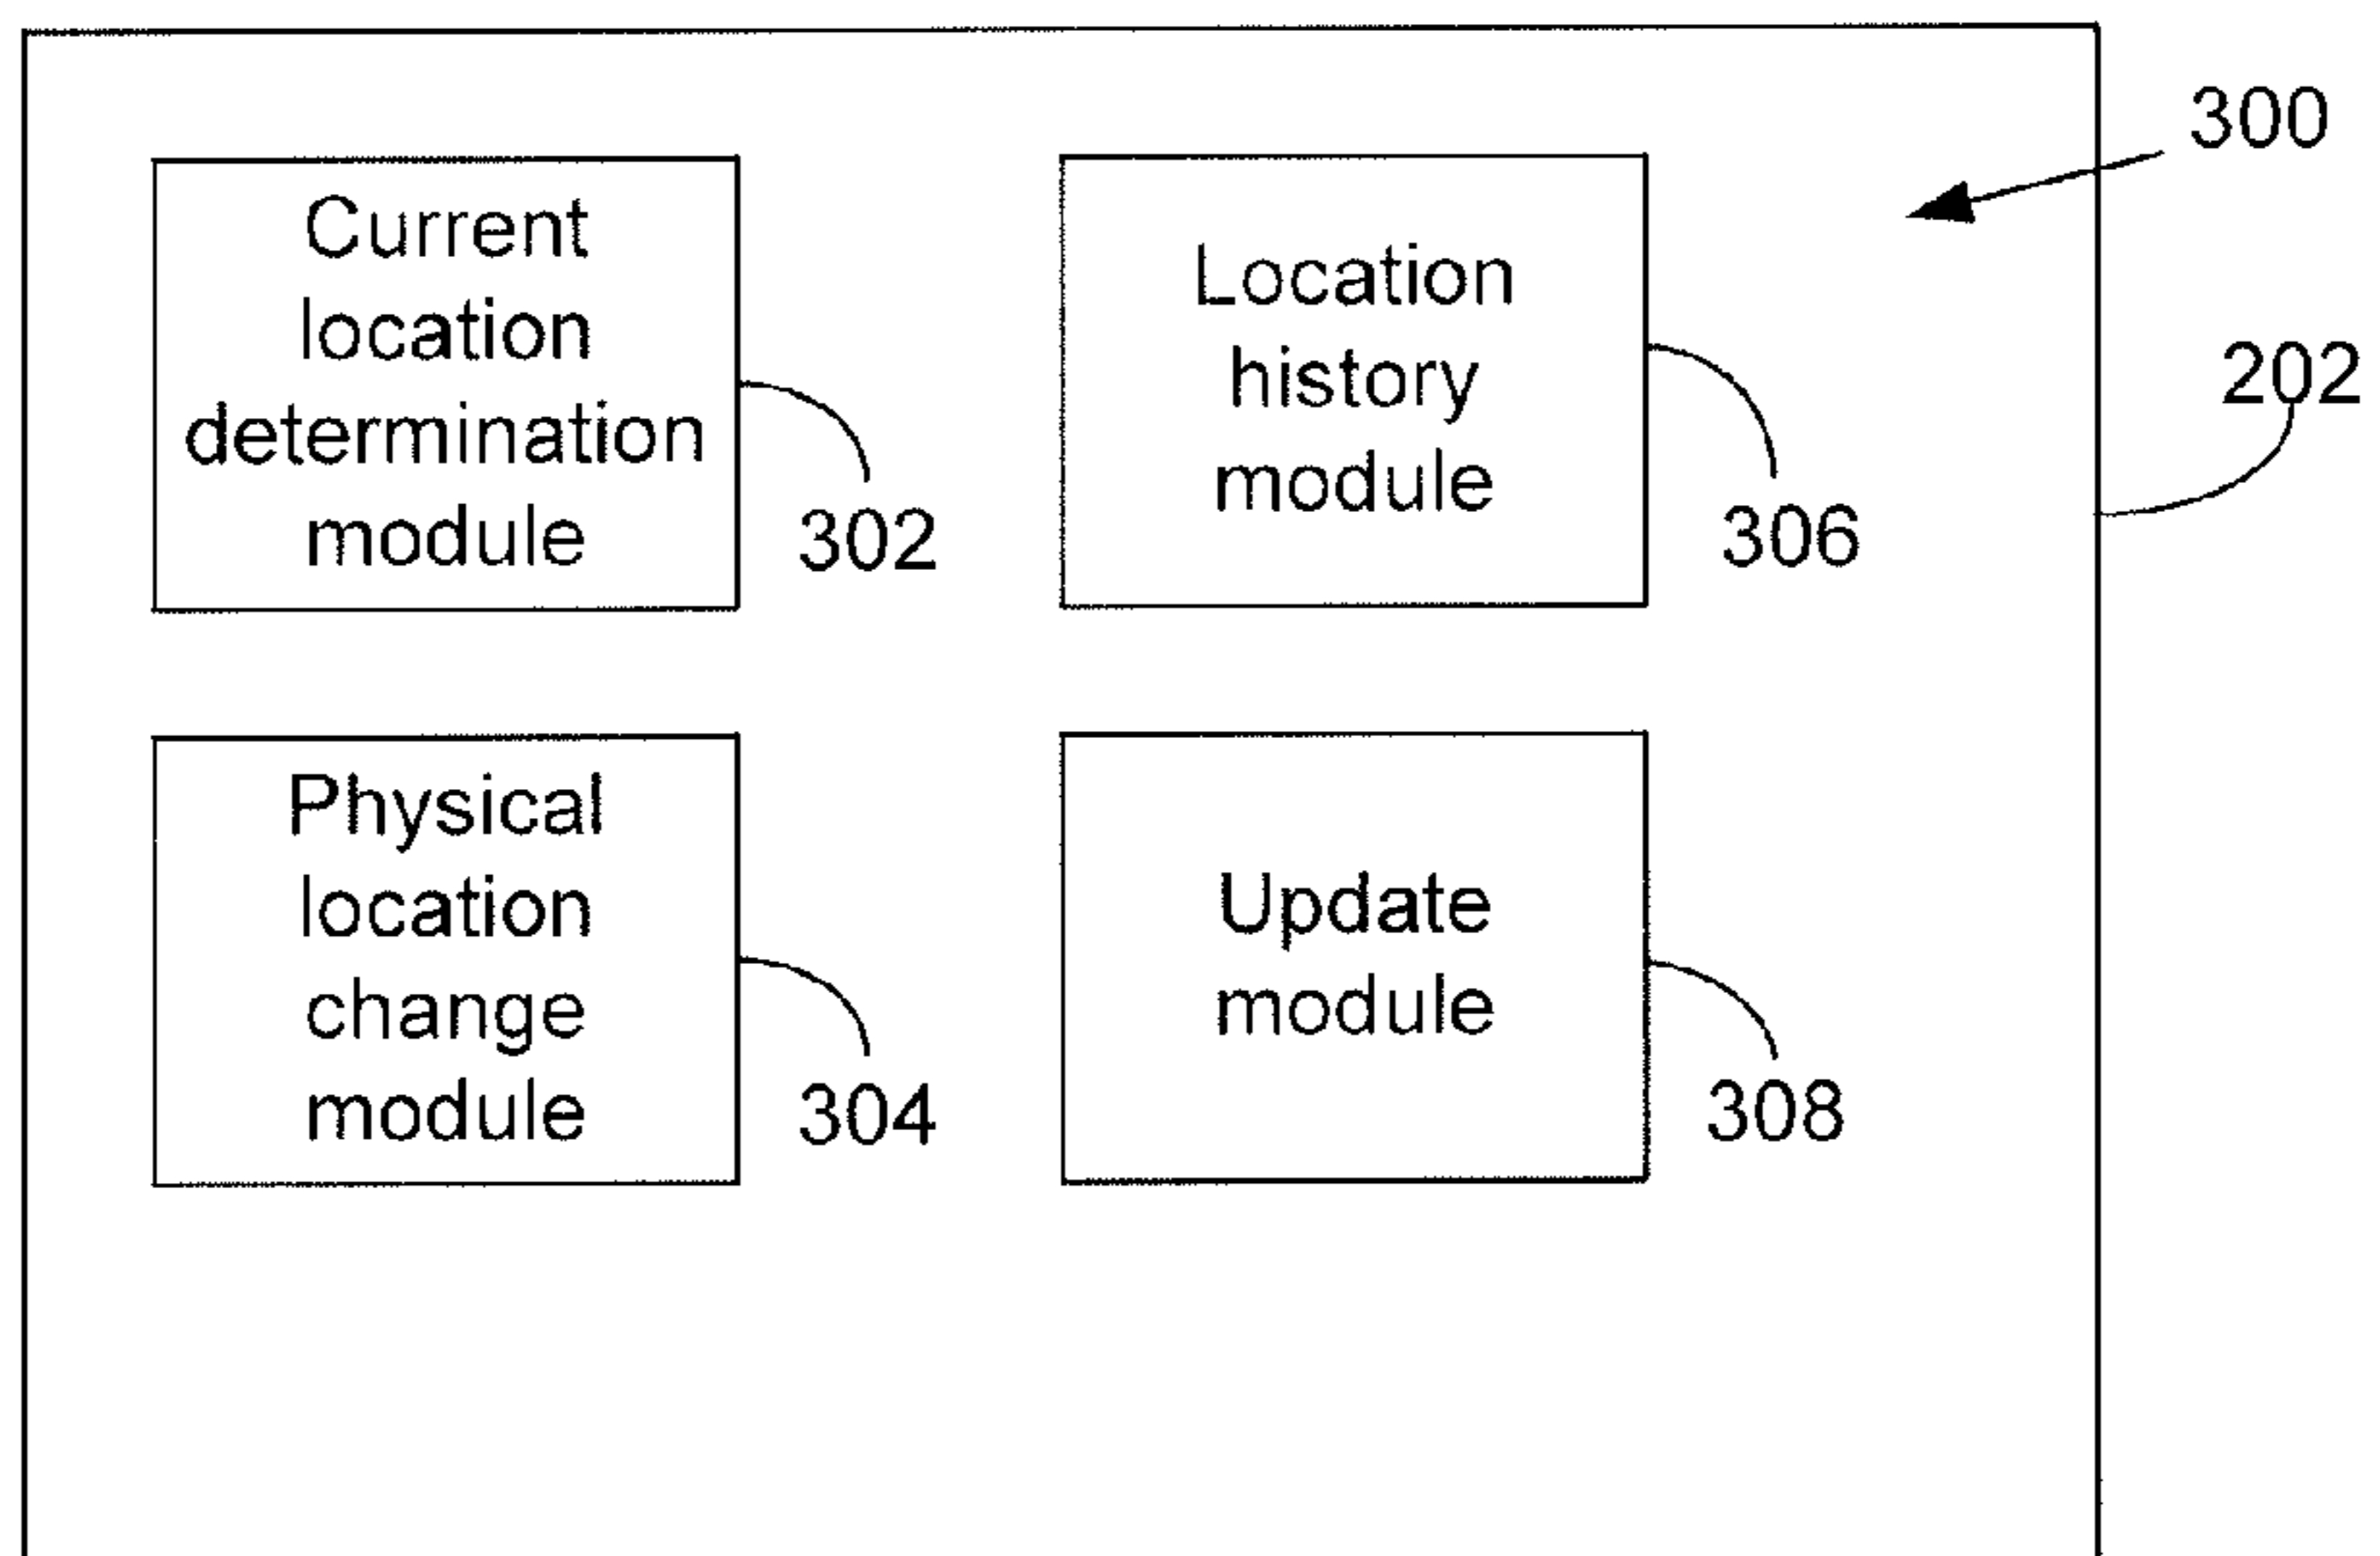 300
Current
location
determination
module
302
Location
history
module
306
202
Physical
location
change
module
304
Update
module
308